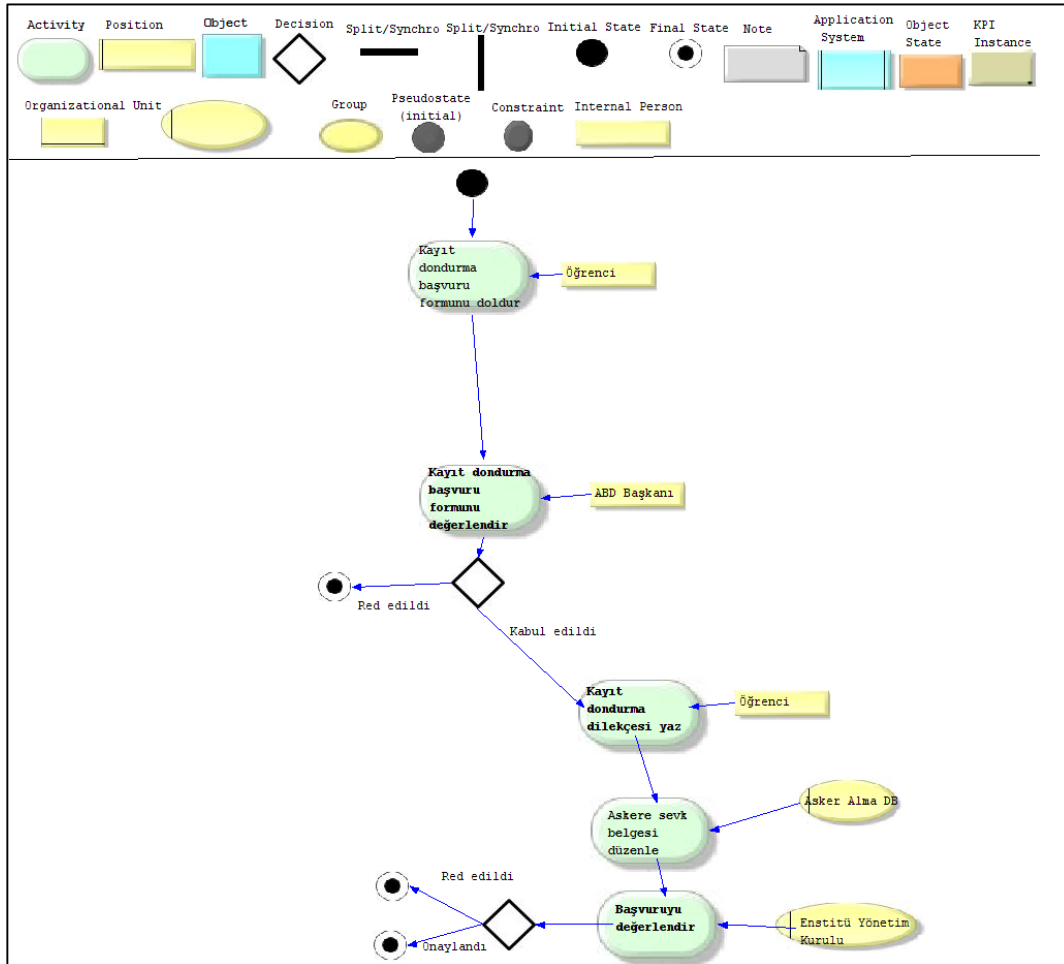 Activity
Position
Object
Decision
Split/Synchro
Split/Synchro
Initial State
Final State
Note
Application
System
Object
State
KPI
Instance
Organizational Unit
Group
Pseudostate
(initial)
Constraint
Internal Person
Kayıt
dondurma
başvuru
formunu doldur
Öğrenci
Kayıt dondurma
başvuru
formunu
değerlendir
ABD Başkanı
Red edildi
Kabul edildi
Kayıt
dondurma
dilekçesi yaz
Öğrenci
Askere sevk
belgesi
düzenle
Asker Alma DB
Red edildi
Başvuruyu
değerlendir
Enstitü Yönetim
Kurulu
Onaylandı